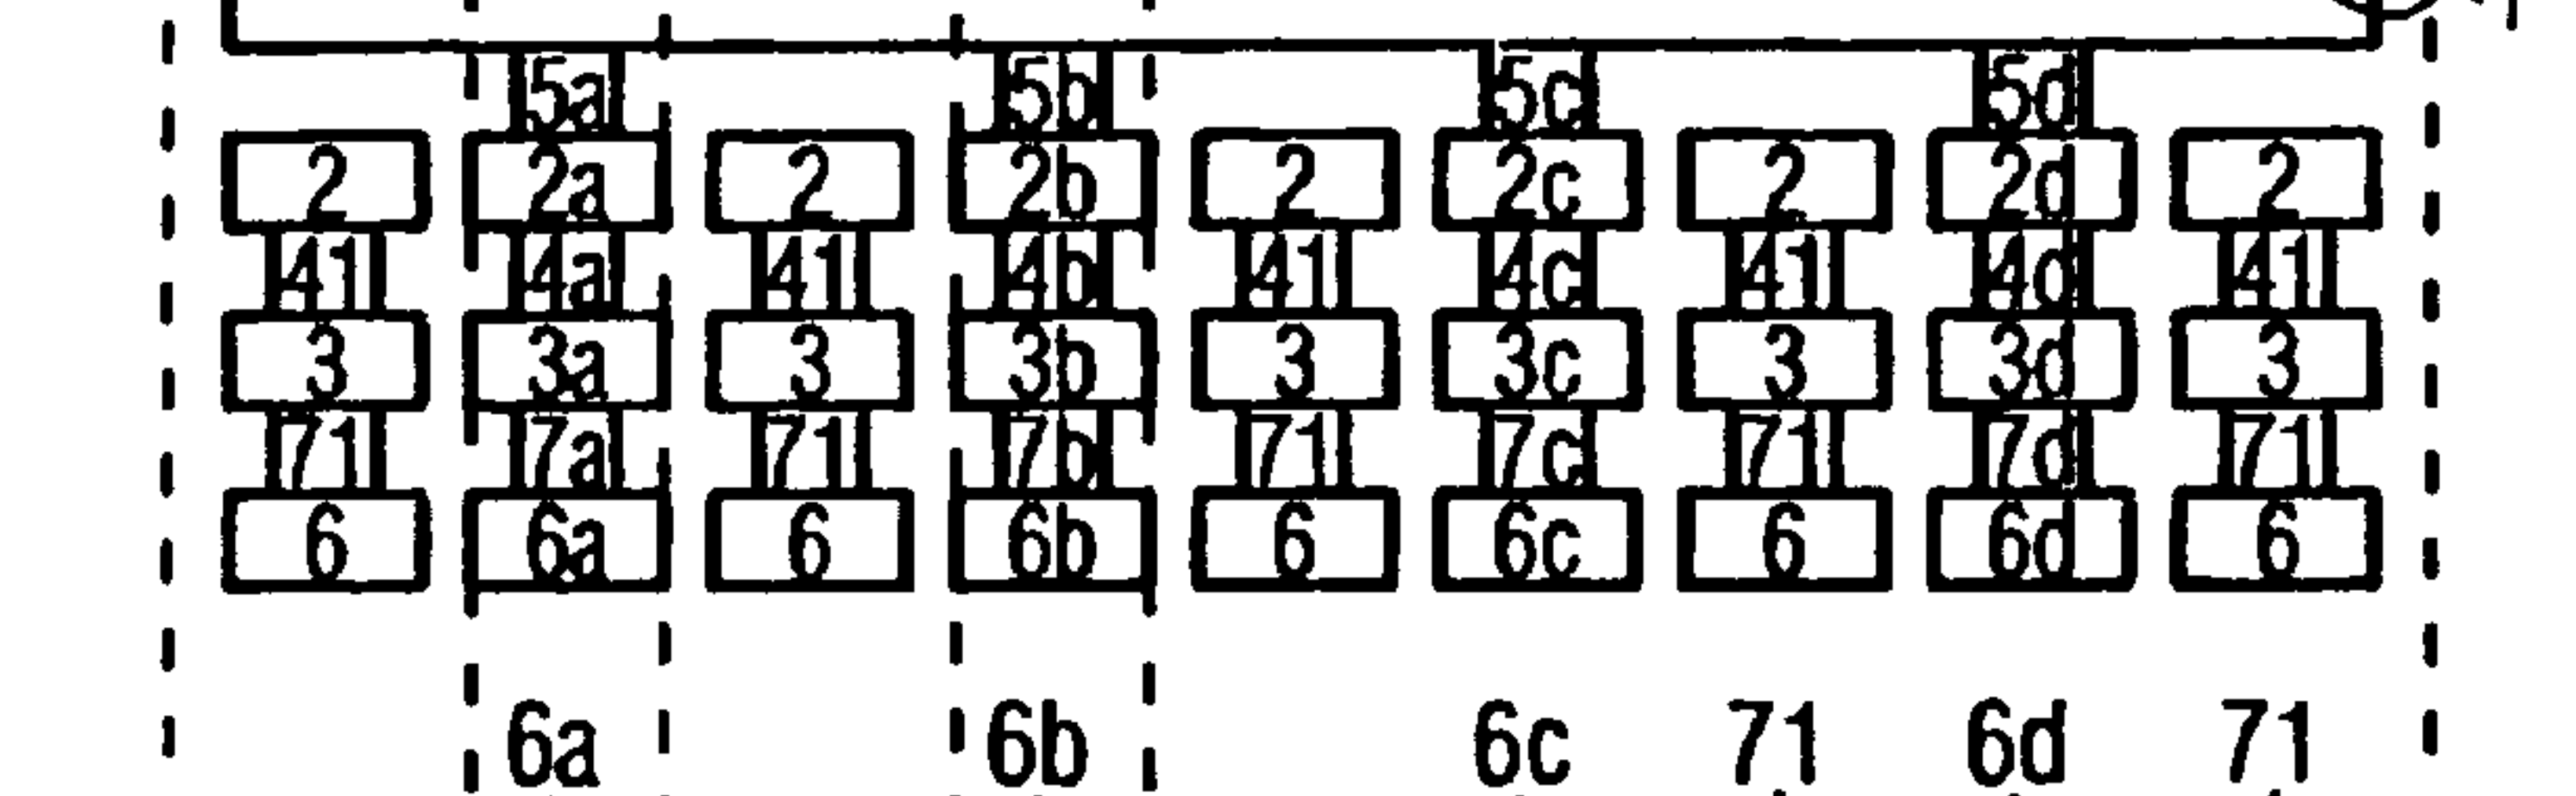 5a 5b 5c 5d
2 2a 2 2b 2 2c 2 2d 2
41 4a 41 4b 41 4c 41 4d 41
3 3a 3 3b 3 3c 3 3d 3
71 7a 71 7b 71 7c 71 7d 71
6 6a 6 6b 6 6c 6 6d 6
6a 6b 6c 71 6d 71